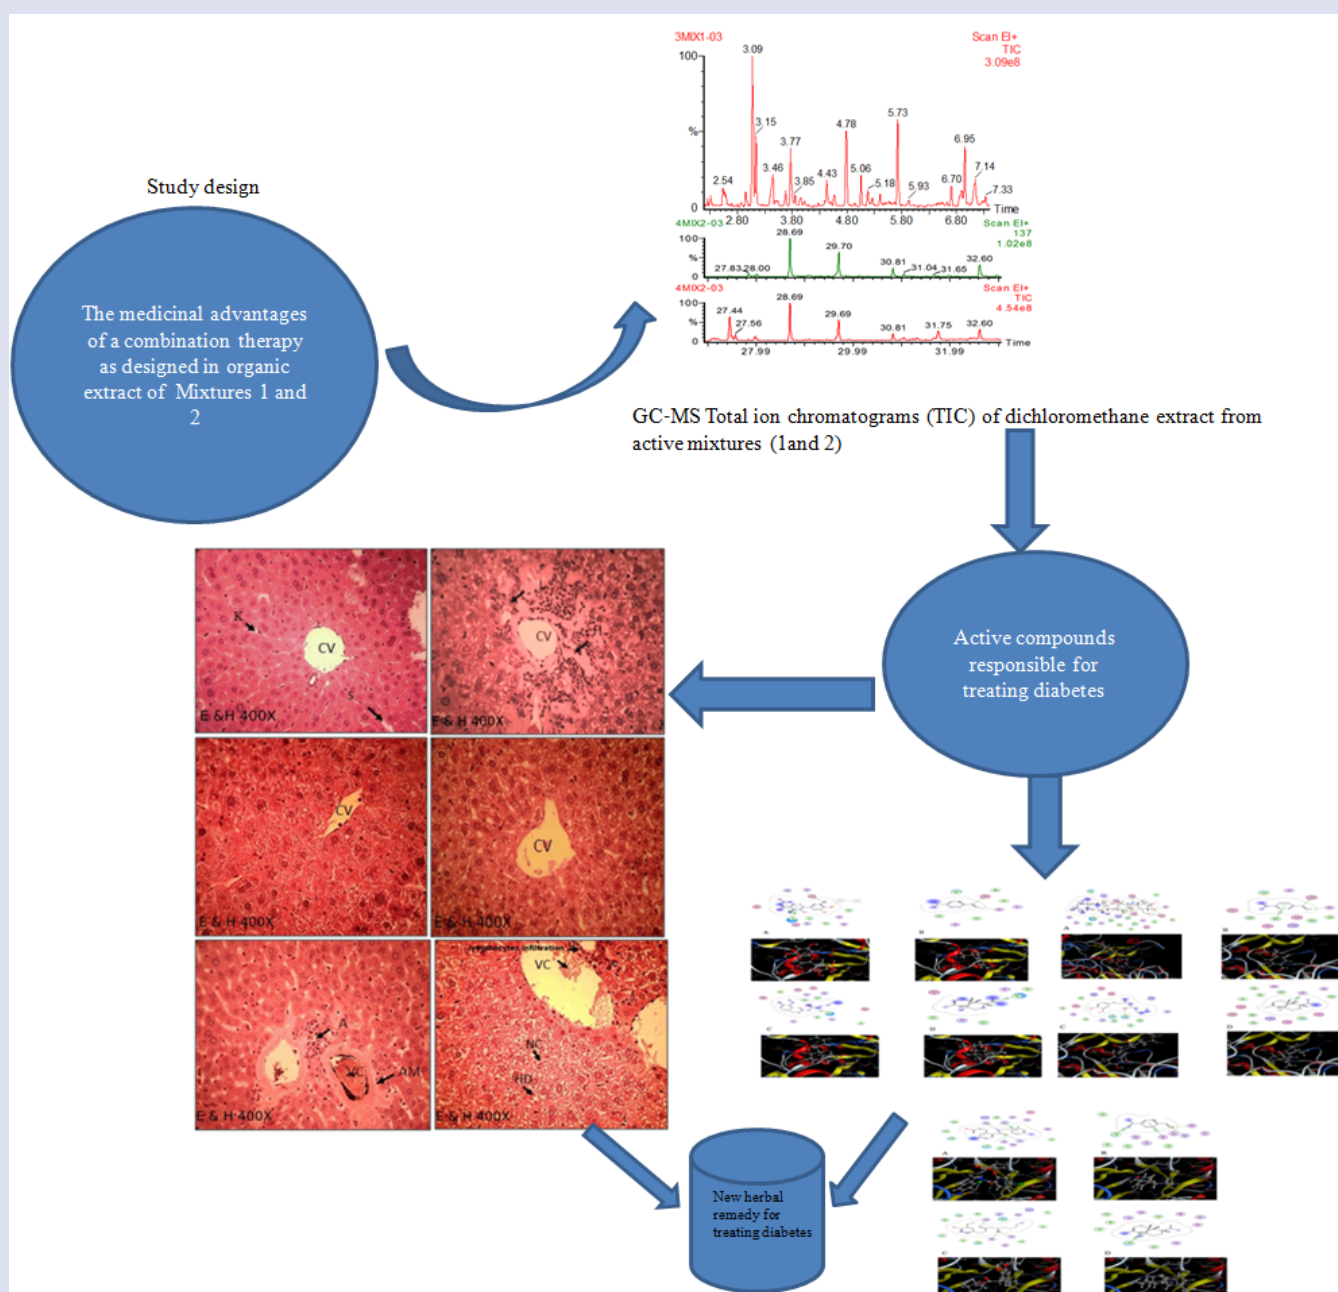 Study design
The medicinal advantages
of a combination therapy
as designed in organic
extract of Mixtures 1 and
2
3MIX1-03
Scan EI+
TIC
3.09e8
100
%
0
3.09
3.15
2.54
3.46
3.77
3.85
4.43
4.78
5.06
5.18
5.73
5.93
6.70
6.95
7.14
7.33
Time
2.80 3.80 4.80 5.80 6.80
4MIX2-03
Scan EI+
137
1.02e8
100
%
0
27.83 28.00 28.69 29.70 30.81 31.04 31.65 32.60
4MIX2-03
Scan EI+
TIC
4.54e8
100
%
0
27.44 27.56 28.69 29.69 30.81 31.75 32.60
Time
27.99 29.99 31.99
GC-MS Total ion chromatograms (TIC) of dichloromethane extract from
active mixtures (1and 2)
Active compounds
responsible for
treating diabetes
K
CV
S
E &H 400X
CV
E & H 400X
CV
E & H 400X
CV
E & H 400X
A
VC
AM
E & H 400X
lymphocytes infiltration
VC
NC
HD
E & H 400X
A B A B
C D C D
A B
C D
New herbal
remedy for
treating diabetes